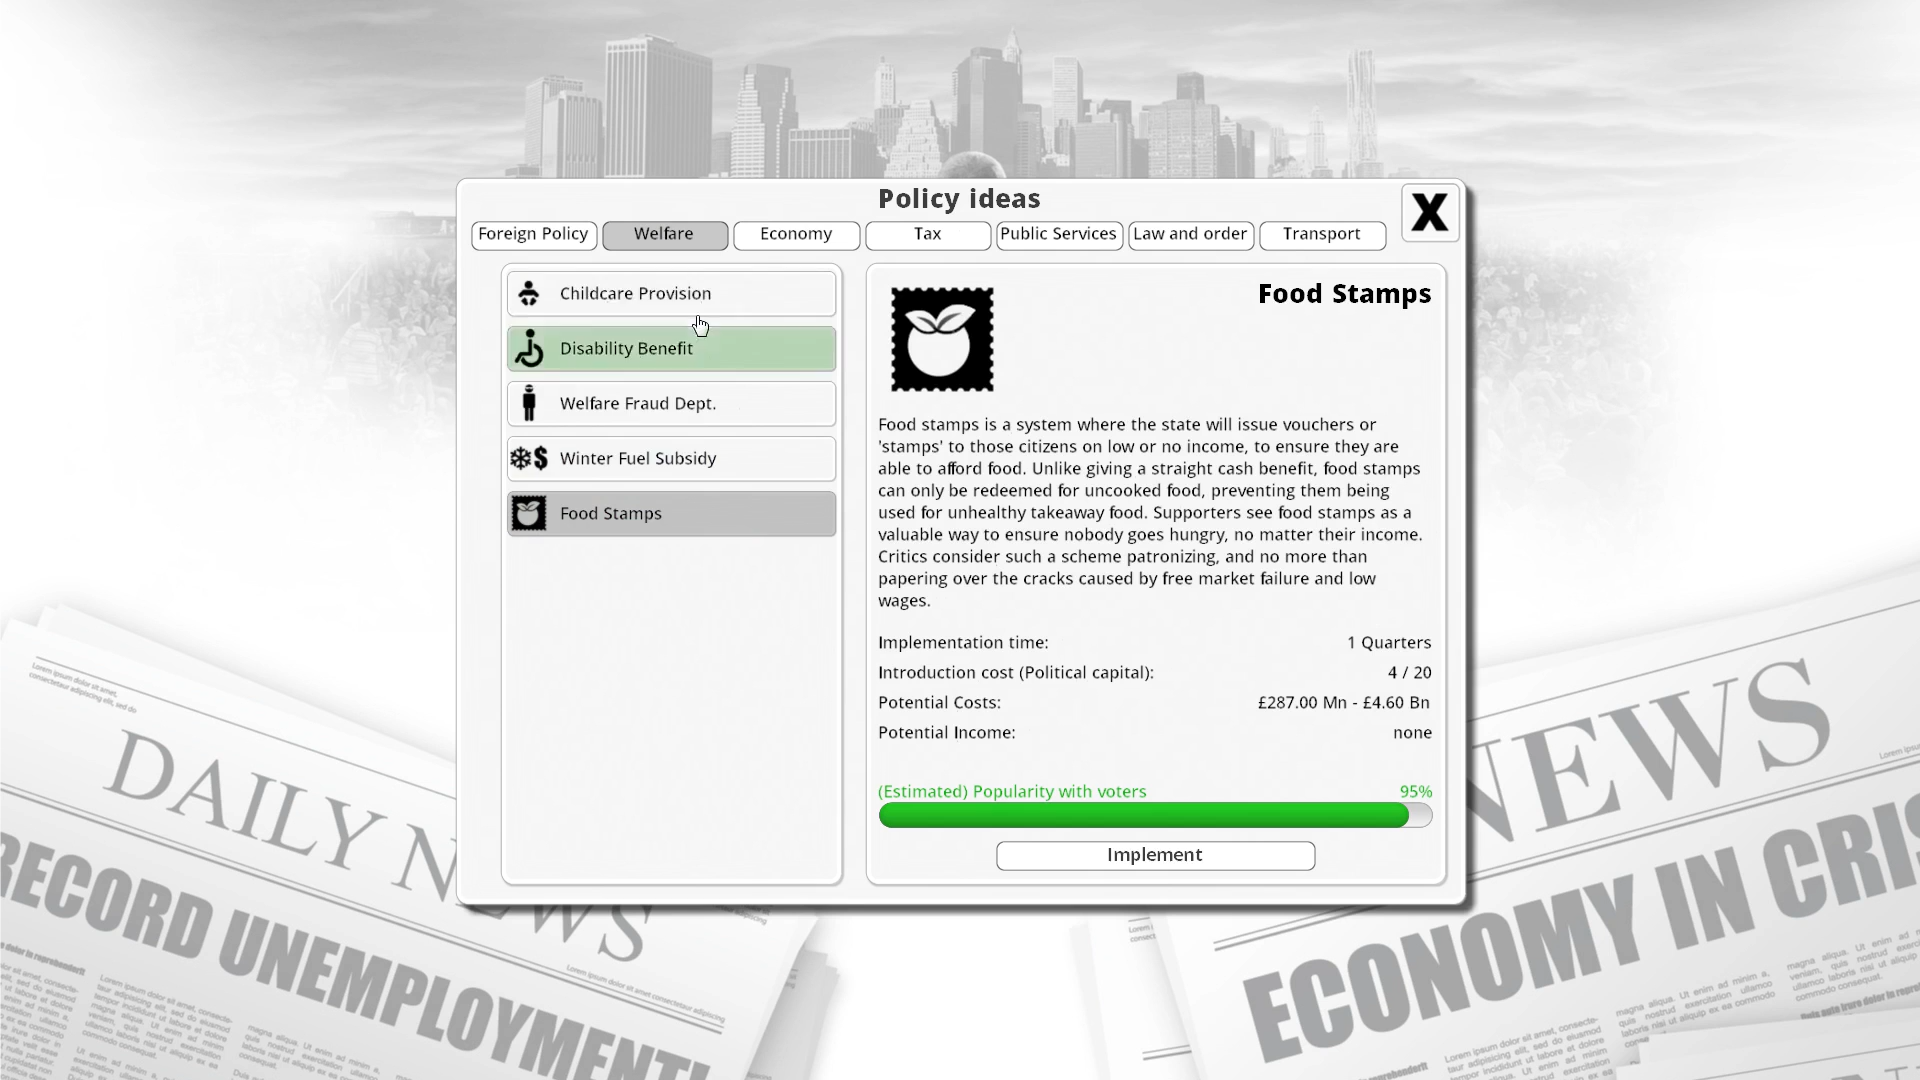 Policy ideas
Foreign Policy
Welfare
Economy
Tax
Public Services
Law and order
Transport
X
Childcare Provision
Disability Benefit
Welfare Fraud Dept.
Winter Fuel Subsidy
Food Stamps
Food Stamps
Food stamps is a system where the state will issue vouchers or
'stamps' to those citizens on low or no income, to ensure they are
able to afford food. Unlike giving a straight cash benefit, food stamps
can only be redeemed for uncooked food, preventing them being
used for unhealthy takeaway food. Supporters see food stamps as a
valuable way to ensure nobody goes hungry, no matter their income.
Critics consider such a scheme patronizing, and no more than
papering over the cracks caused by free market failure and low
wages.
Implementation time: 1 Quarters
Introduction cost (Political capital): 4 / 20
Potential Costs: £287.00 Mn - £4.60 Bn
Potential Income: none
(Estimated) Popularity with voters 95%
Implement
DAILY NEWS
RECORD UNEMPLOYMENT!
NEWS
ECONOMY IN CRIS